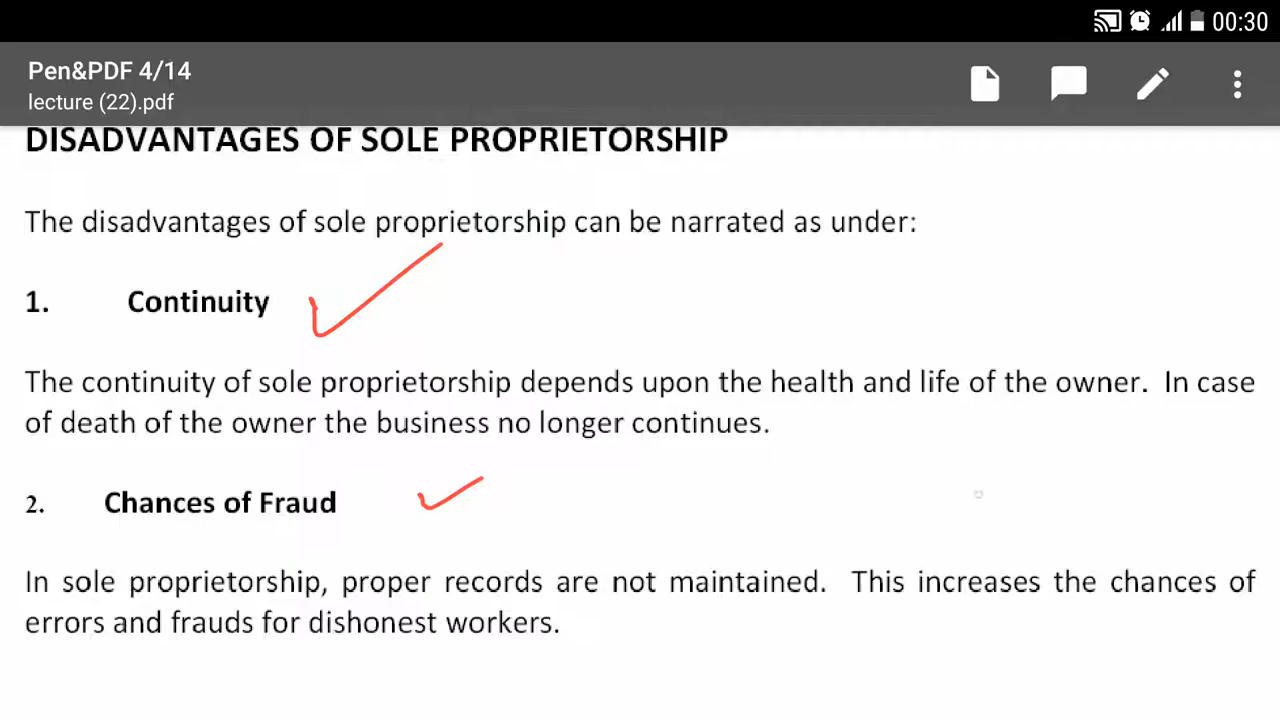 00:30
Pen&PDF 4/14
lecture (22).pdf
DISADVANTAGES OF SOLE PROPRIETORSHIP
The disadvantages of sole proprietorship can be narrated as under:
1. Continuity
The continuity of sole proprietorship depends upon the health and life of the owner. In case
of death of the owner the business no longer continues.
2. Chances of Fraud
In sole proprietorship, proper records are not maintained. This increases the chances of
errors and frauds for dishonest workers.